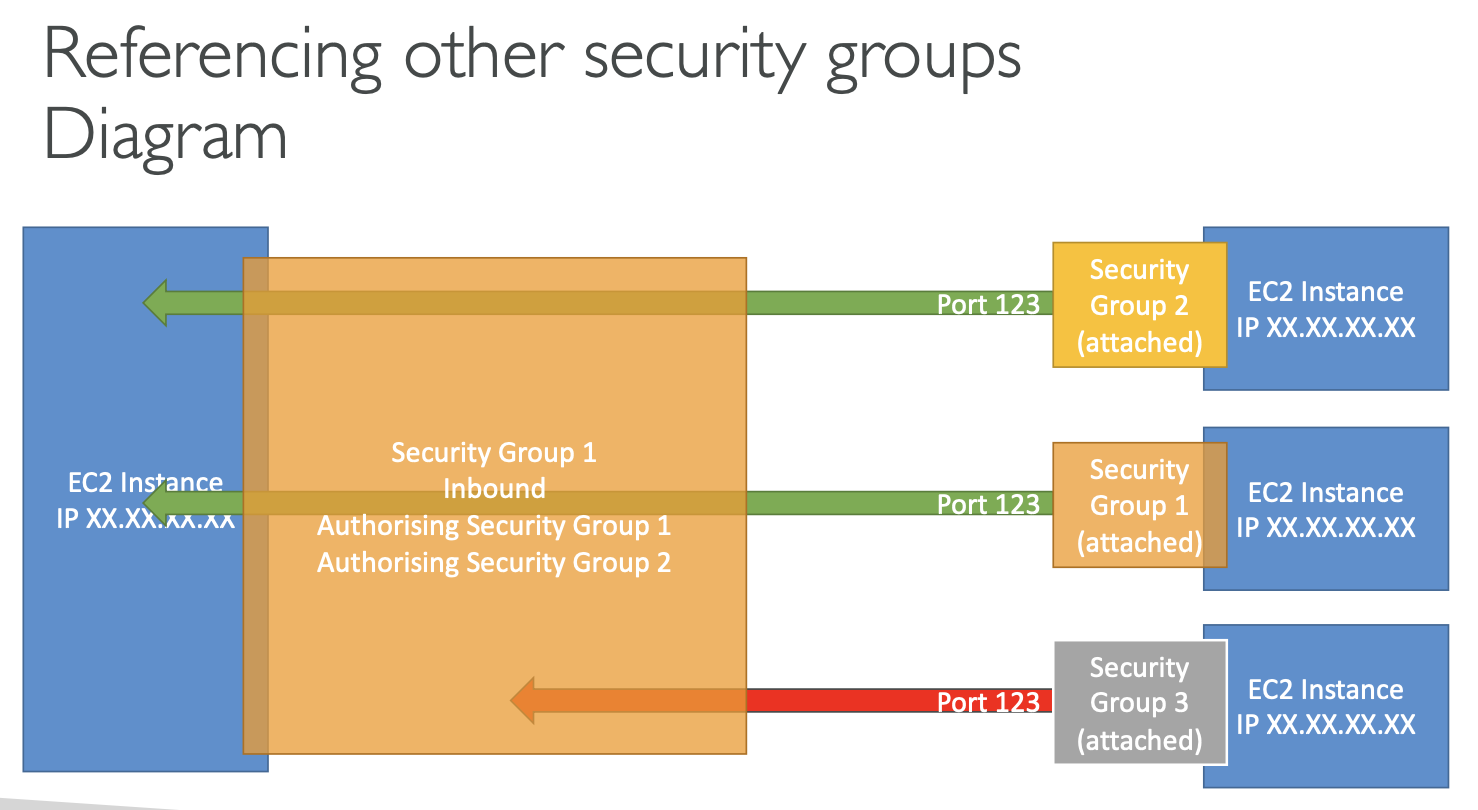 Referencing other security groups
Diagram
EC2 Instance
IP XX.XX.XX.XX
Security Group 1
Inbound
Authorising Security Group 1
Authorising Security Group 2
Port 123
Security
Group 2
(attached)
EC2 Instance
IP XX.XX.XX.XX
Port 123
Security
Group 1
(attached)
EC2 Instance
IP XX.XX.XX.XX
Port 123
Security
Group 3
(attached)
EC2 Instance
IP XX.XX.XX.XX